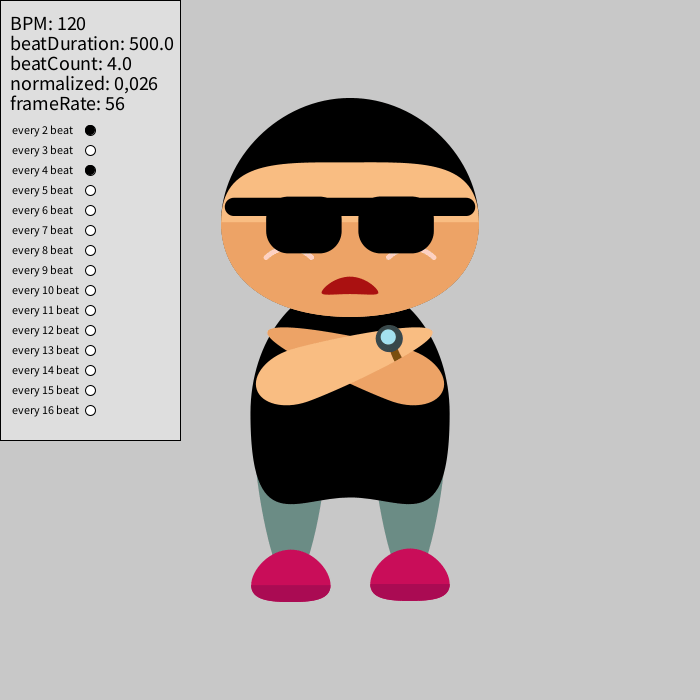 BPM: 120
beatDuration: 500.0
beatCount: 4.0
normalized: 0,026
frameRate: 56
every 2 beat
every 3 beat
every 4 beat
every 5 beat
every 6 beat
every 7 beat
every 8 beat
every 9 beat
every 10 beat
every 11 beat
every 12 beat
every 13 beat
every 14 beat
every 15 beat
every 16 beat